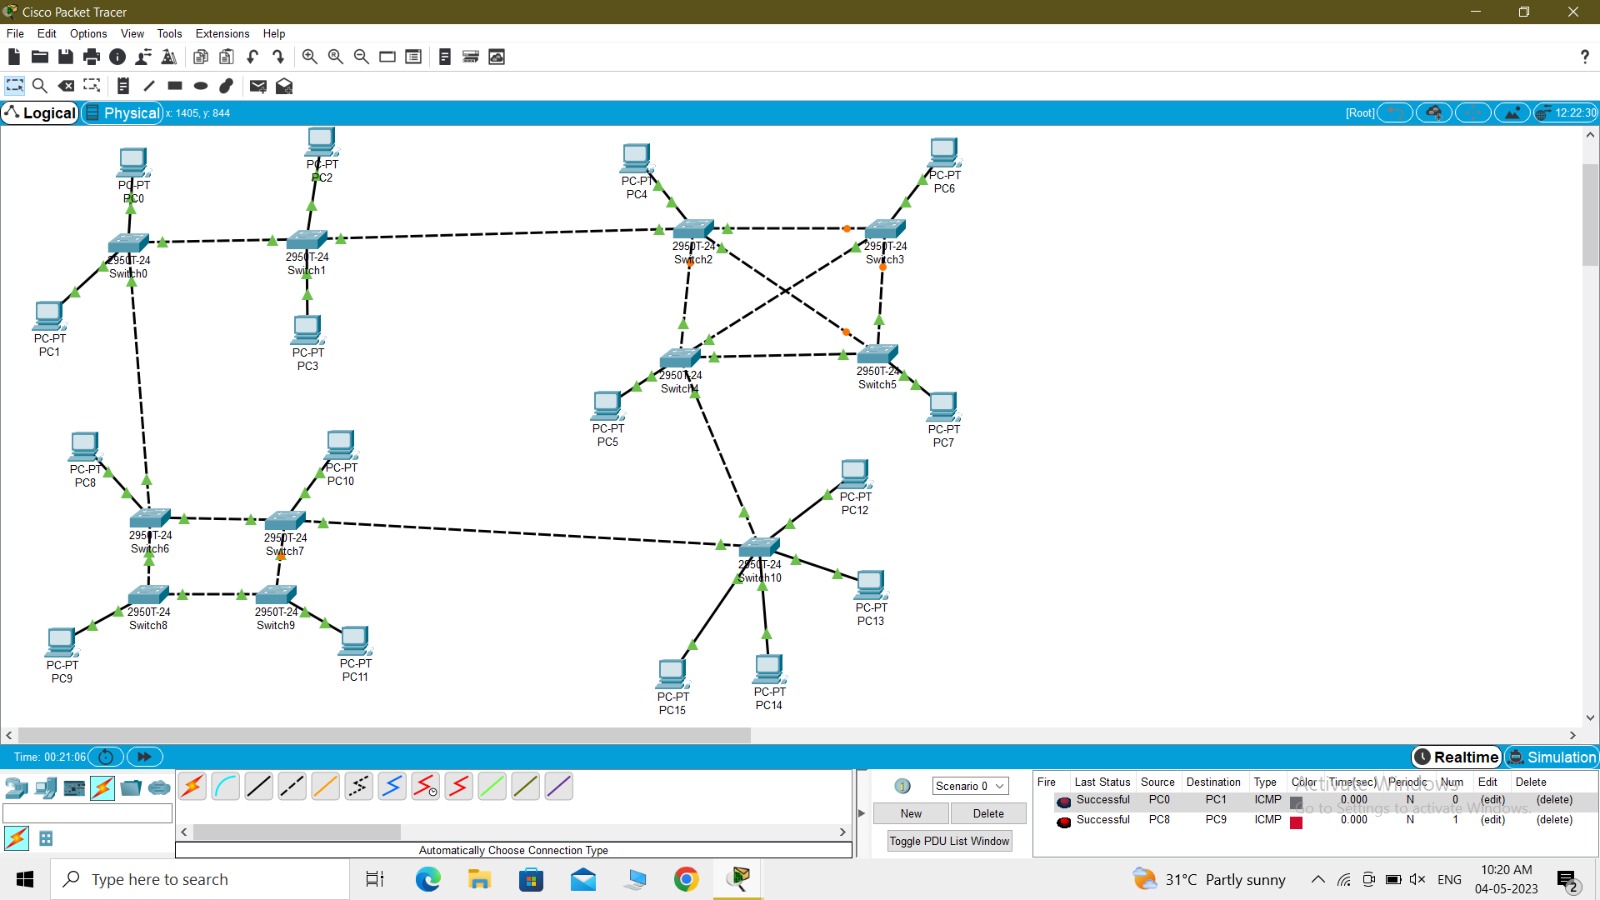 Cisco Packet Tracer
File Edit Options View Tools Extensions Help
?
Logical Physical x: 1405, y: 844 [Root] 12:22:30
PC-PT
PC0
PC-PT
PC2
PC-PT
PC4
PC-PT
PC6
2950T-24
Switch0
2950T-24
Switch1
2950T-24
Switch2
2950T-24
Switch3
PC-PT
PC1
PC-PT
PC3
2950T-24
Switch4
2950T-24
Switch5
PC-PT
PC5
PC-PT
PC7
PC-PT
PC8
PC-PT
PC10
PC-PT
PC12
2950T-24
Switch6
2950T-24
Switch7
2950T-24
Switch10
PC-PT
PC13
2950T-24
Switch8
2950T-24
Switch9
PC-PT
PC9
PC-PT
PC11
PC-PT
PC15
PC-PT
PC14
Time: 00:21:06 Realtime Simulation
Scenario 0
New Delete
Toggle PDU List Window
Fire Last Status Source Destination Type Color Time(sec) Periodic Num Edit Delete
Successful PC0 PC1 ICMP 0.000 N 0 (edit) (delete)
Successful PC8 PC9 ICMP 0.000 N 1 (edit) (delete)
Activate Windows
Go to Settings to activate Windows.
Automatically Choose Connection Type
Type here to search
31°C Partly sunny
ENG
10:20 AM
04-05-2023
2